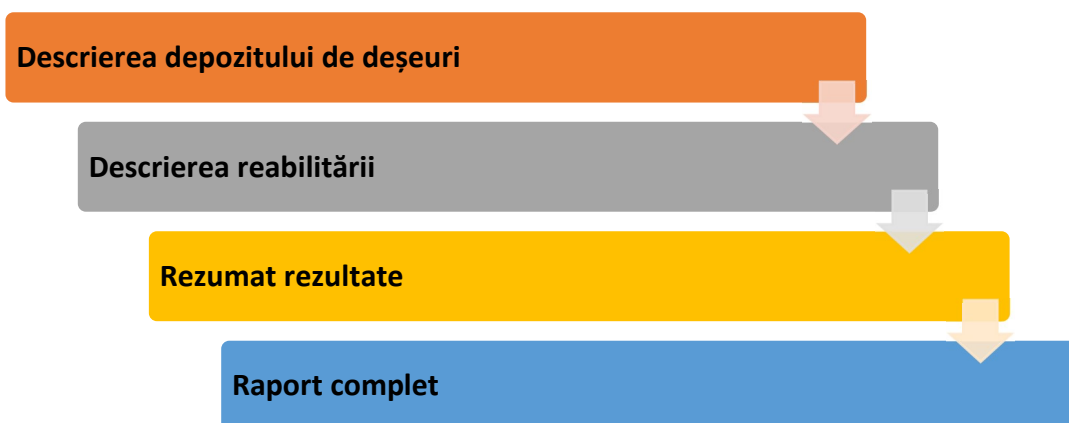 Descrierea depozitului de deșeuri
Descrierea reabilitării
Rezumat rezultate
Raport complet